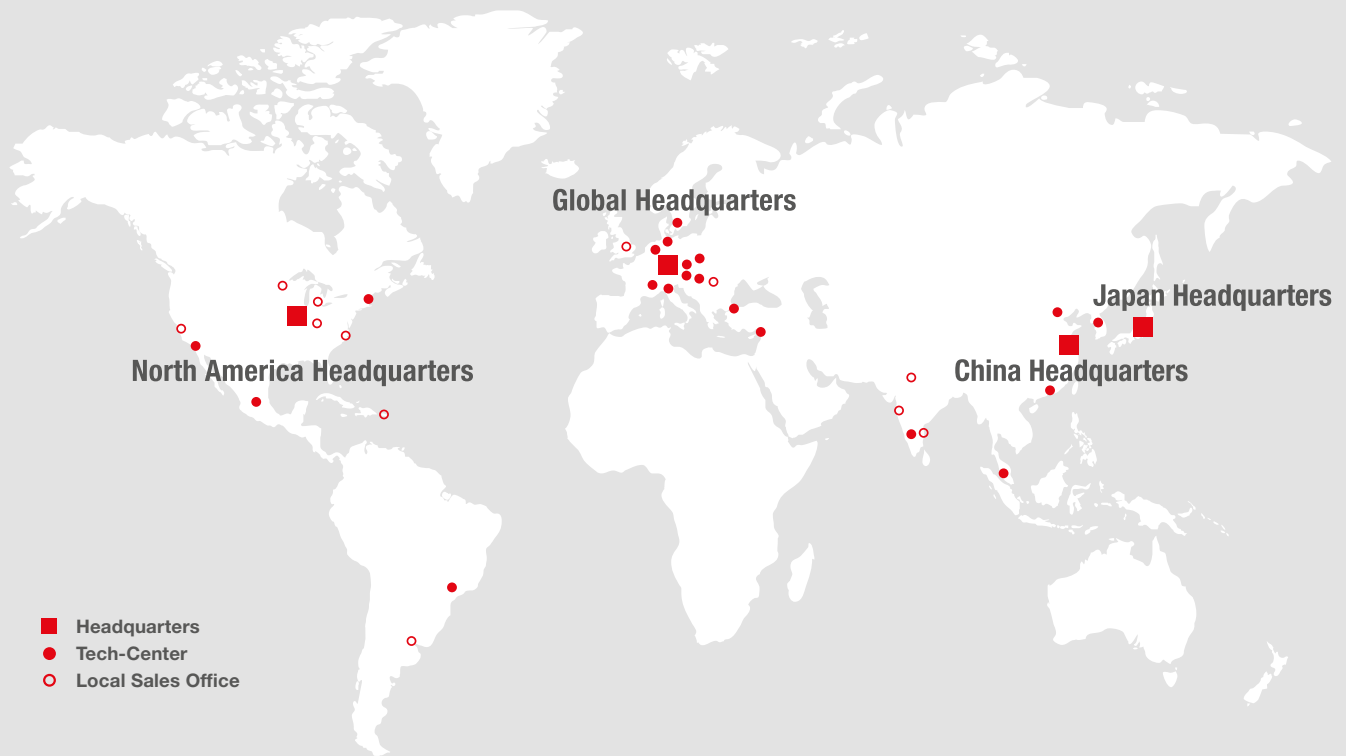 Global Headquarters
Japan Headquarters
North America Headquarters
China Headquarters
Headquarters
Tech-Center
Local Sales Office